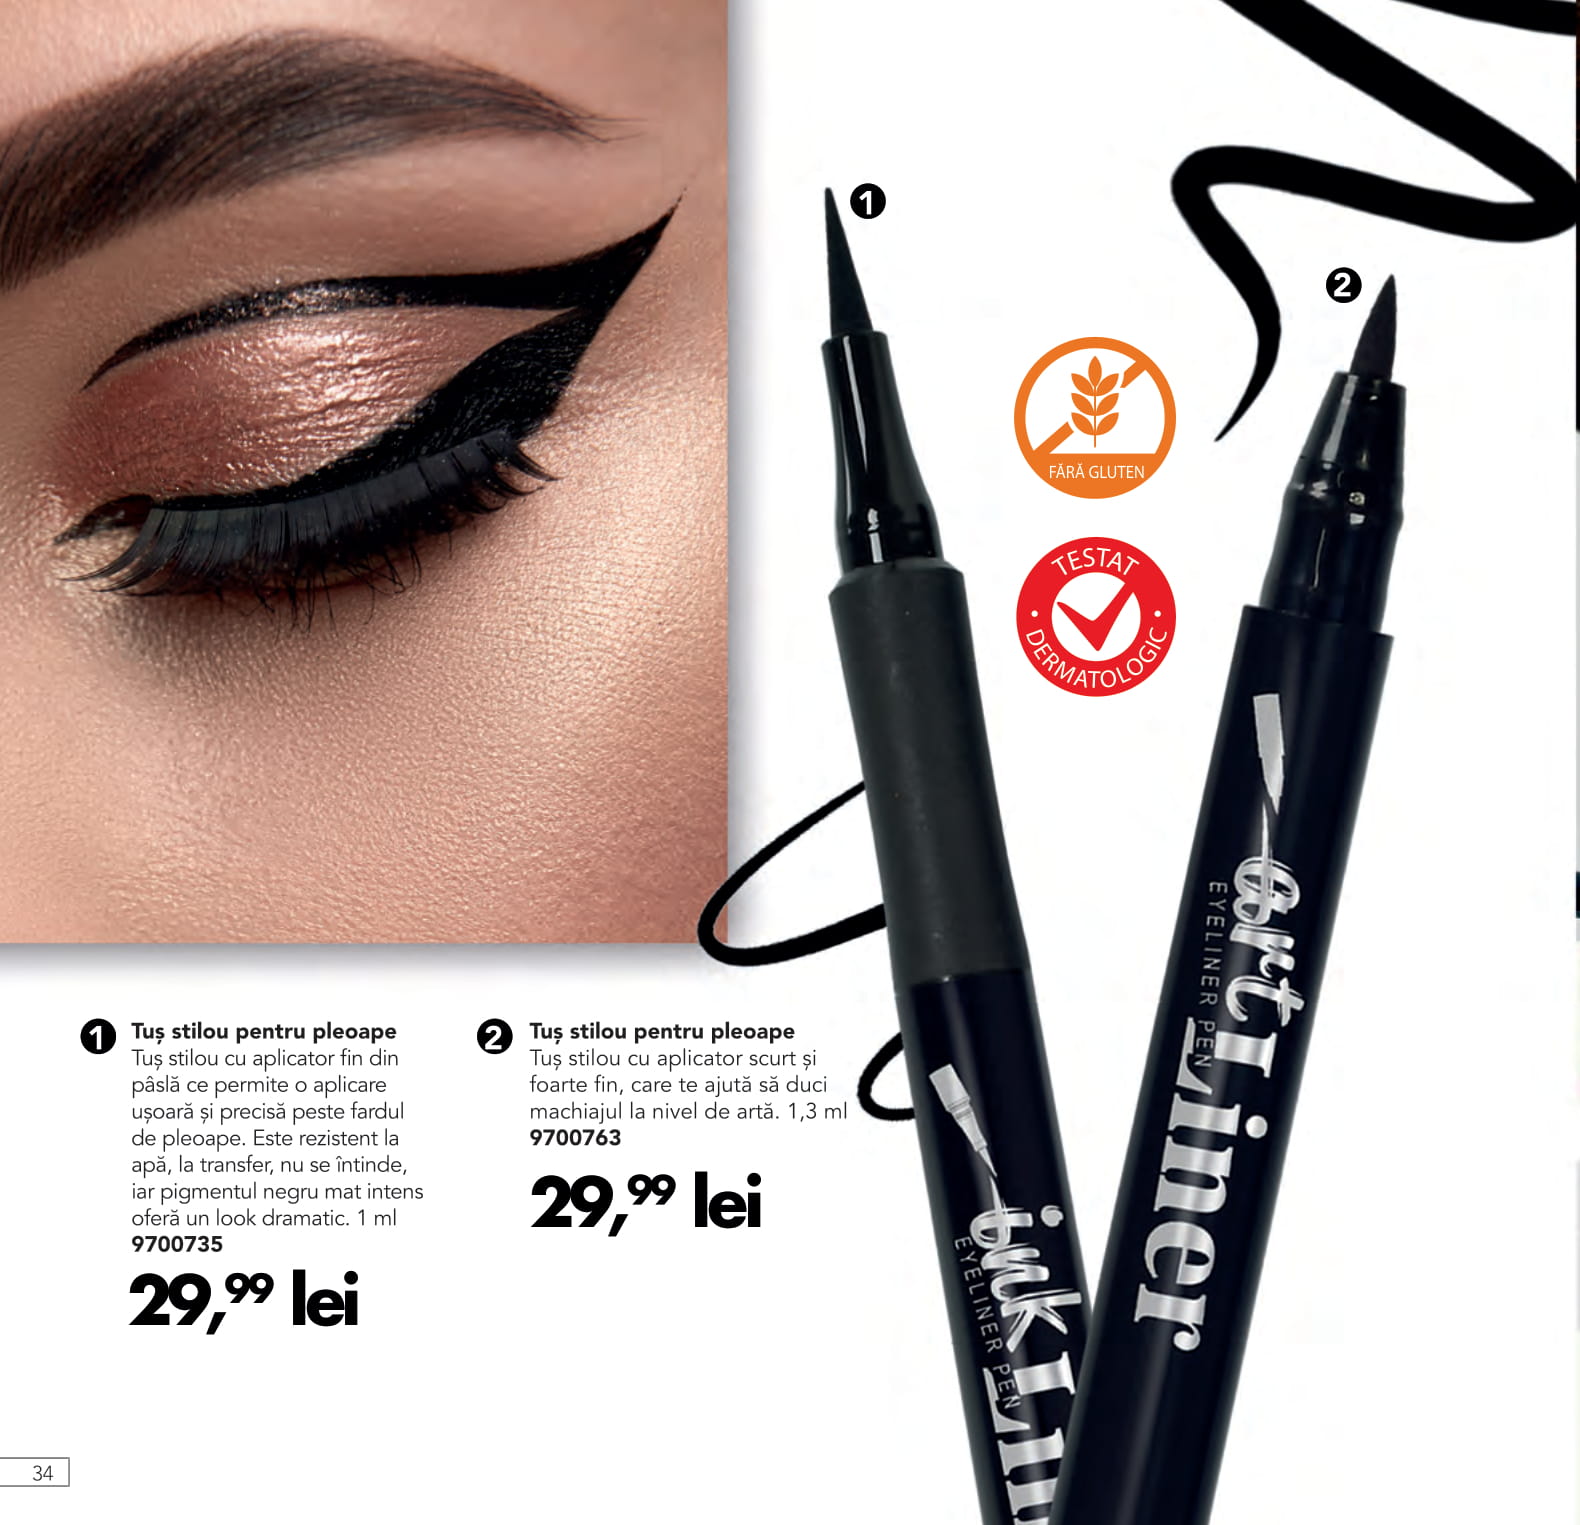 1
2
FĂRĂ GLUTEN
TESTAT
DERMATOLOGIC
art Liner
EYELINER PEN
ink
EYELINER PEN
1 Tuș stilou pentru pleoape
Tuș stilou cu aplicator fin din
pâslă ce permite o aplicare
ușoară și precisă peste fardul
de pleoape. Este rezistent la
apă, la transfer, nu se întinde,
iar pigmentul negru mat intens
oferă un look dramatic. 1 ml
9700735
29,99 lei
2 Tuș stilou pentru pleoape
Tuș stilou cu aplicator scurt și
foarte fin, care te ajută să duci
machiajul la nivel de artă. 1,3 ml
9700763
29,99 lei
34